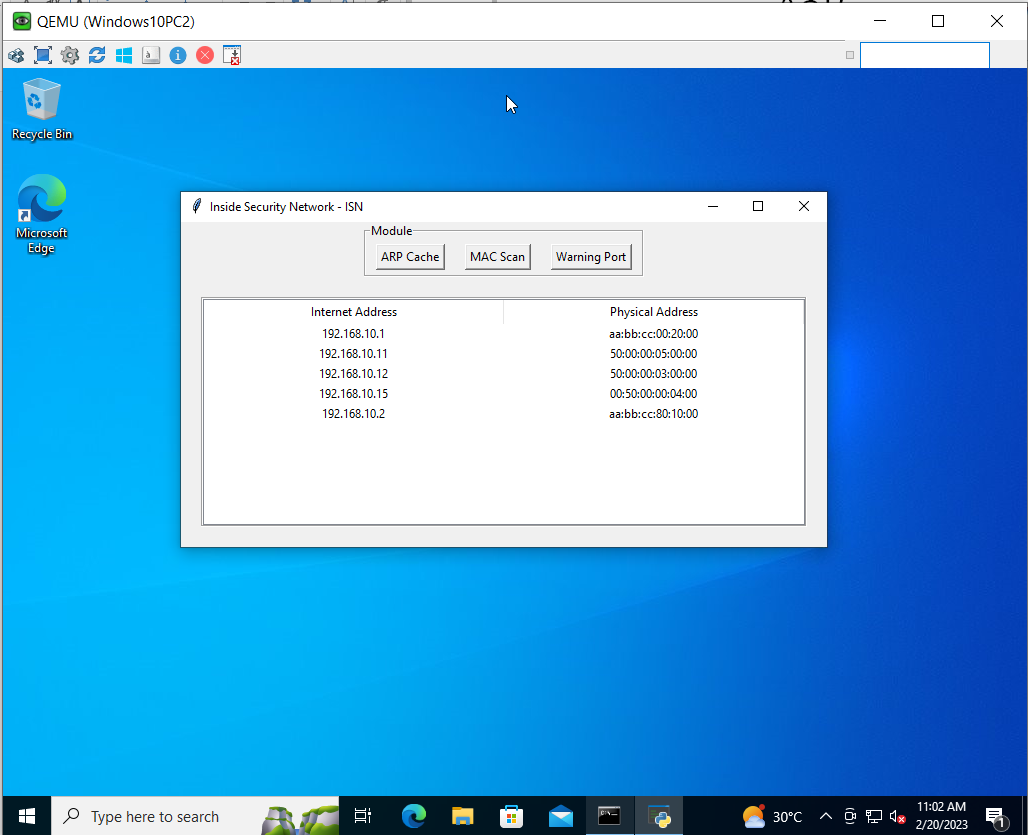 QEMU (Windows10PC2)
Recycle Bin
Microsoft
Edge
Inside Security Network - ISN
Module
ARP Cache MAC Scan Warning Port
Internet Address Physical Address
192.168.10.1 aa:bb:cc:00:20:00
192.168.10.11 50:00:00:05:00:00
192.168.10.12 50:00:00:03:00:00
192.168.10.15 00:50:00:00:04:00
192.168.10.2 aa:bb:cc:80:10:00
Type here to search
30°C
11:02 AM
2/20/2023
1